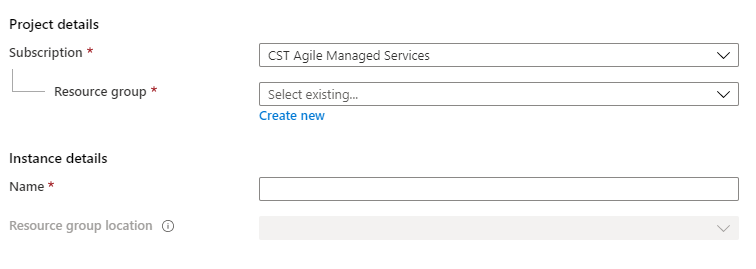 Project details
Subscription * CST Agile Managed Services
Resource group * Select existing...
Create new
Instance details
Name *
Resource group location